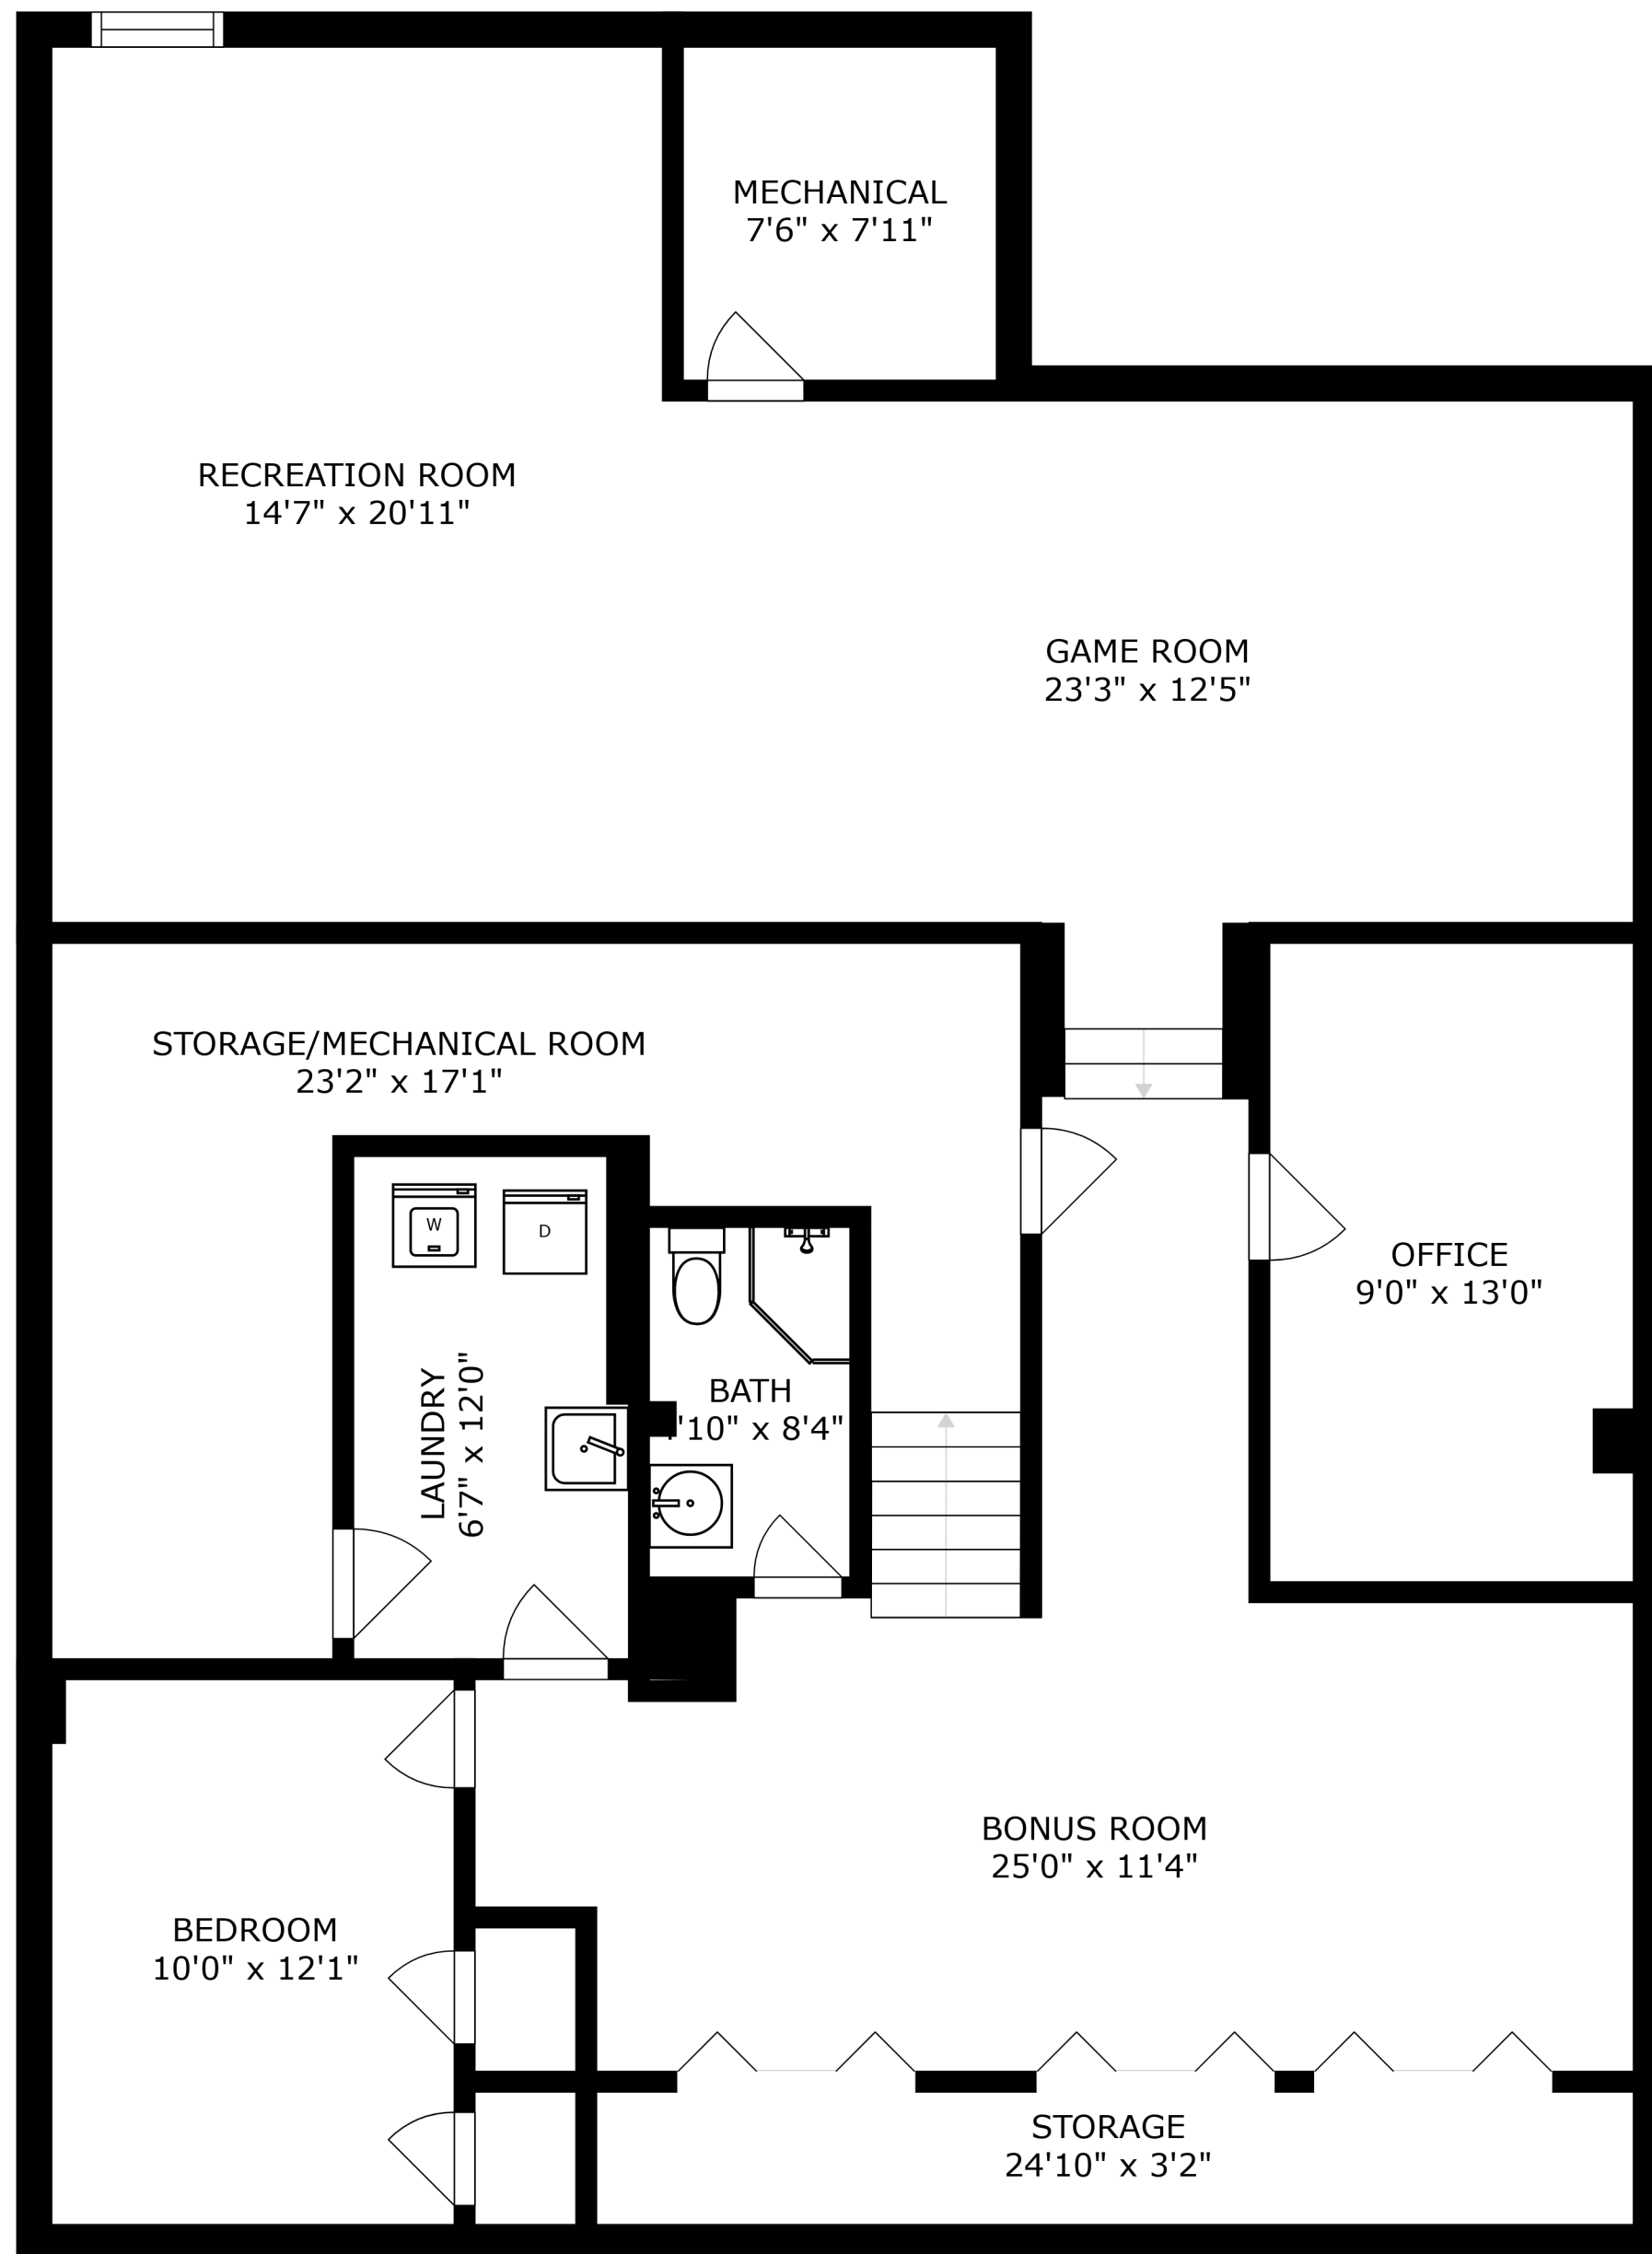 MECHANICAL
7'6" x 7'11"
RECREATION ROOM
14'7" x 20'11"
GAME ROOM
23'3" x 12'5"
STORAGE/MECHANICAL ROOM
23'2" x 17'1"
W
D
OFFICE
9'0" x 13'0"
LAUNDRY
6'7" x 12'0"
BATH
'10" x 8'4"
BONUS ROOM
25'0" x 11'4"
BEDROOM
10'0" x 12'1"
STORAGE
24'10" x 3'2"